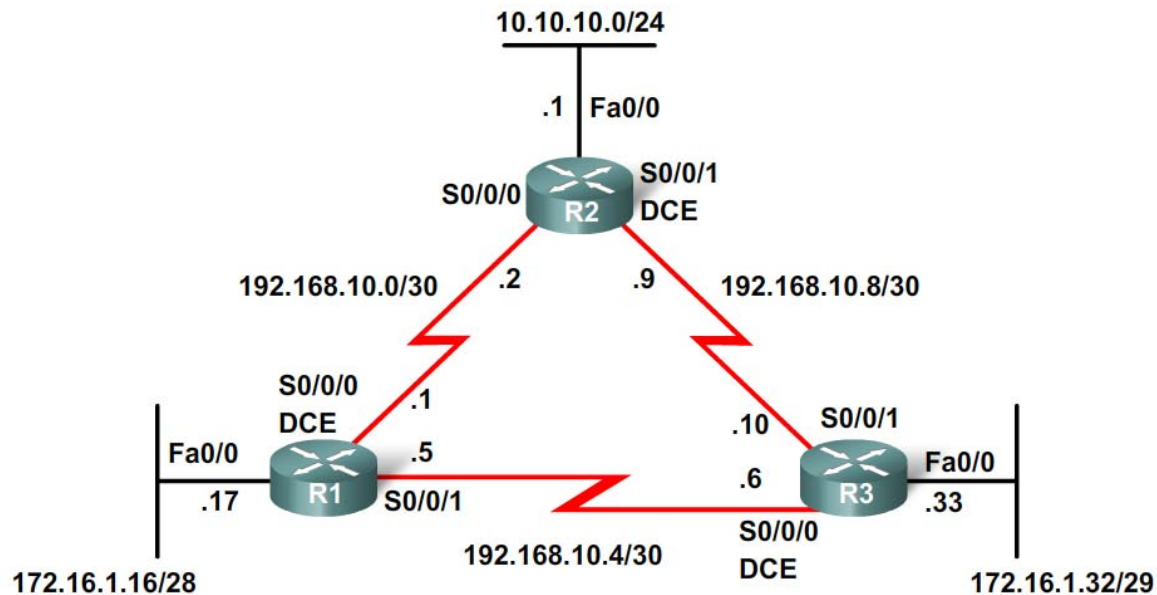 10.10.10.0/24
.1
Fa0/0
S0/0/0
R2
S0/0/1
DCE
192.168.10.0/30
.2
.9
192.168.10.8/30
S0/0/0
DCE
.1
.10
S0/0/1
Fa0/0
.17
R1
.5
S0/0/1
.6
R3
Fa0/0
.33
192.168.10.4/30
S0/0/0
DCE
172.16.1.16/28
172.16.1.32/29